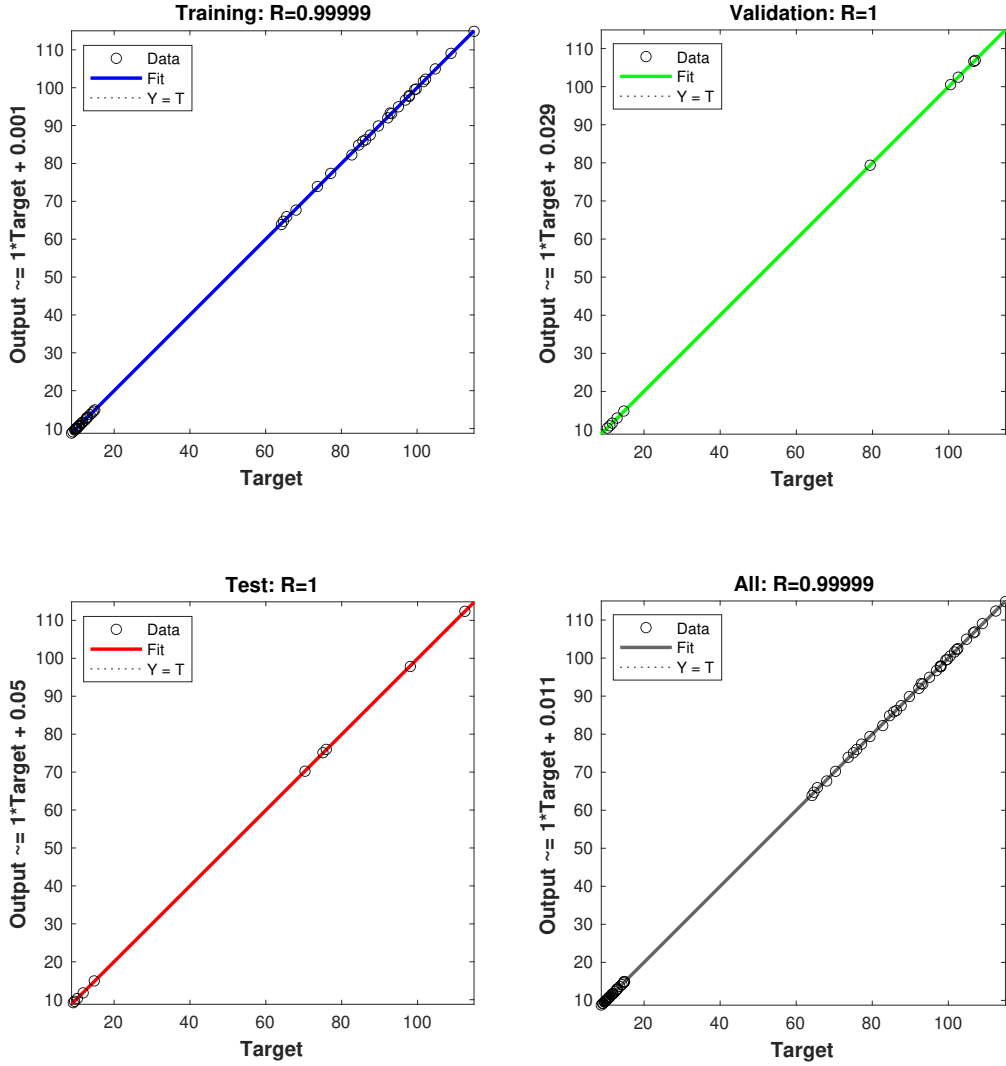 Training: R=0.99999
Data
Fit
Y = T
Output ~= 1*Target + 0.001
110
100
90
80
70
60
50
40
30
20
10
20 40 60 80 100
Target
Validation: R=1
Data
Fit
Y = T
Output ~= 1*Target + 0.029
110
100
90
80
70
60
50
40
30
20
10
20 40 60 80 100
Target
Test: R=1
Data
Fit
Y = T
Output ~= 1*Target + 0.05
110
100
90
80
70
60
50
40
30
20
10
20 40 60 80 100
Target
All: R=0.99999
Data
Fit
Y = T
Output ~= 1*Target + 0.011
110
100
90
80
70
60
50
40
30
20
10
20 40 60 80 100
Target